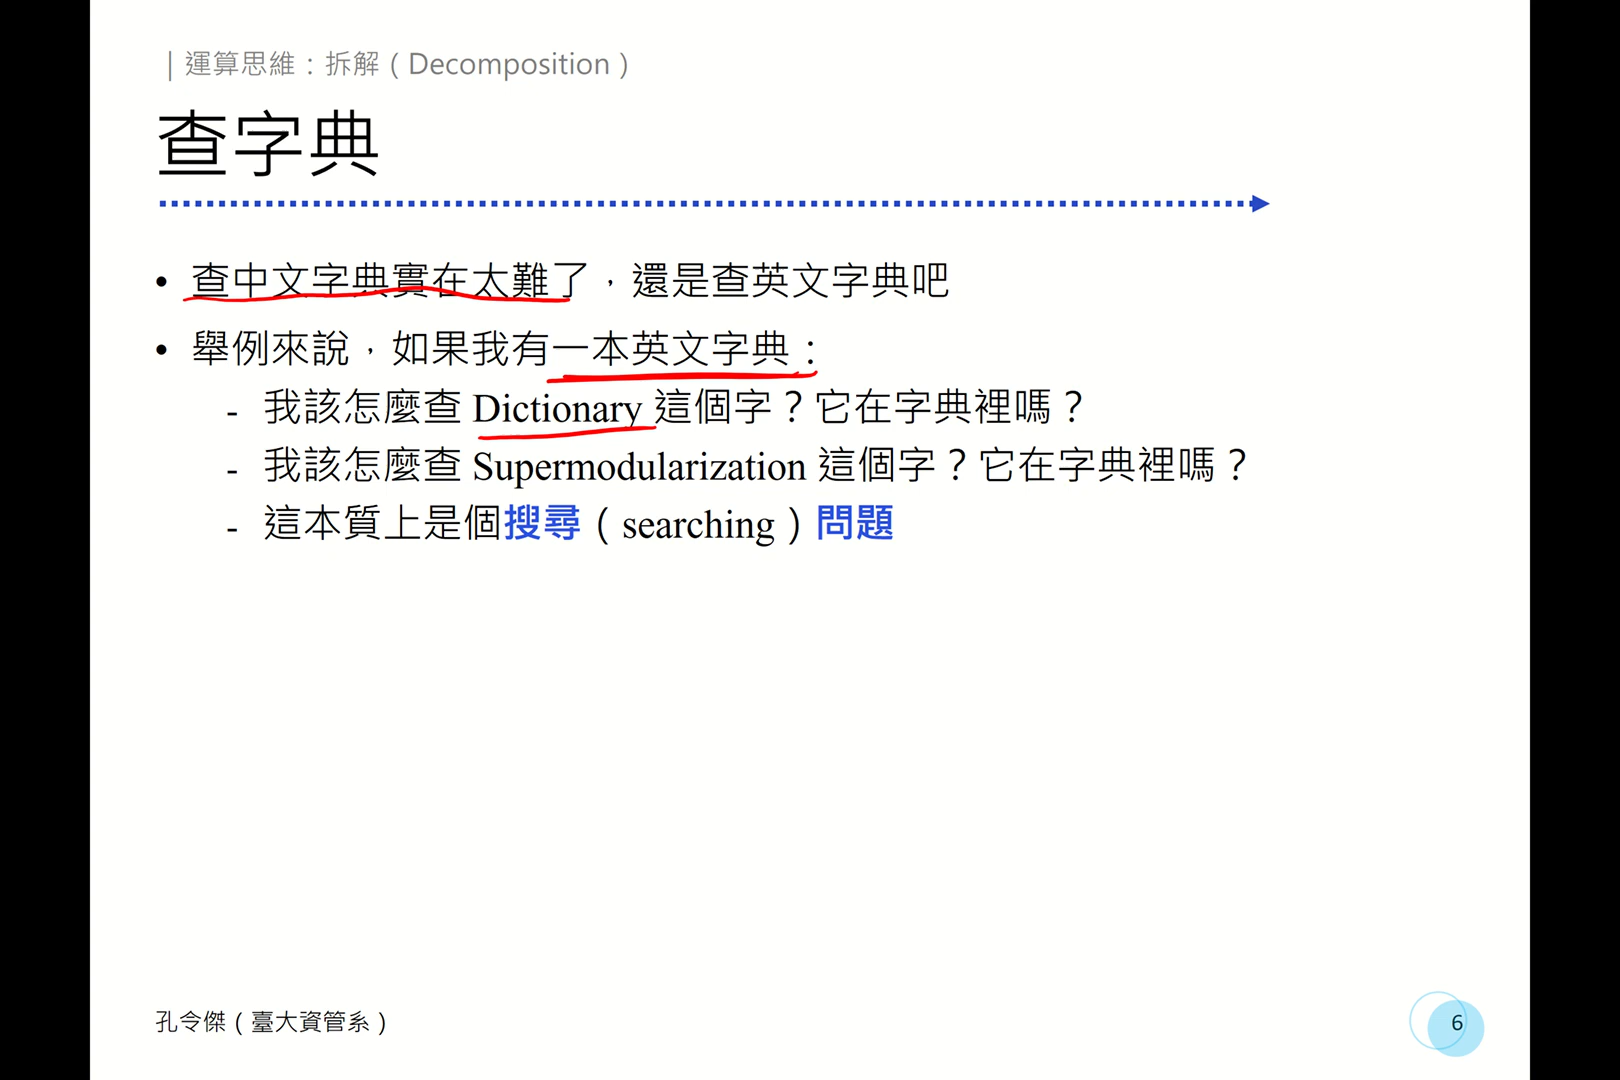 ｜運算思維：拆解（Decomposition）
查字典
• 查中文字典實在太難了，還是查英文字典吧
• 舉例來說，如果我有一本英文字典：
- 我該怎麼查 Dictionary 這個字？它在字典裡嗎？
- 我該怎麼查 Supermodularization 這個字？它在字典裡嗎？
- 這本質上是個搜尋（searching）問題
孔令傑（臺大資管系）
6